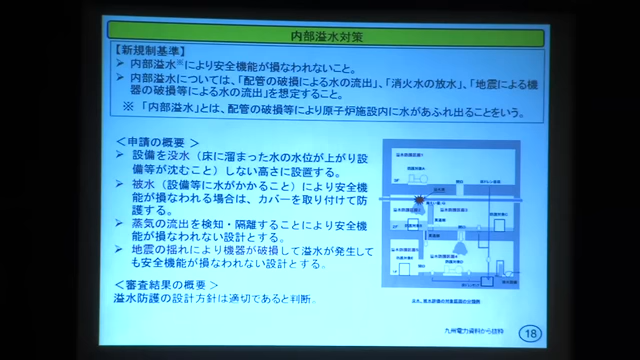 内部溢水対策
【新規制基準】
➢ 内部溢水※により安全機能が損なわれないこと。
➢ 内部溢水については、「配管の破損による水の流出」、「消火水の放水」、「地震による機
器の破損等による水の流出」を想定すること。
※ 「内部溢水」とは、配管の破損等により原子炉施設内に水があふれ出ることをいう。
＜申請の概要＞
➢ 設備を没水（床に溜まった水の水位が上がり設
備等が沈むこと）しない高さに設置する。
➢ 被水（設備等に水がかかること）により安全機
能が損なわれる場合は、カバーを取り付けて防
護する。
➢ 蒸気の流出を検知・隔離することにより安全機
能が損なわれない設計とする。
➢ 地震の揺れにより機器が破損して溢水が発生して
も安全機能が損なわれない設計とする。
＜審査結果の概要＞
溢水防護の設計方針は適切であると判断。
九州電力資料から抜粋
18